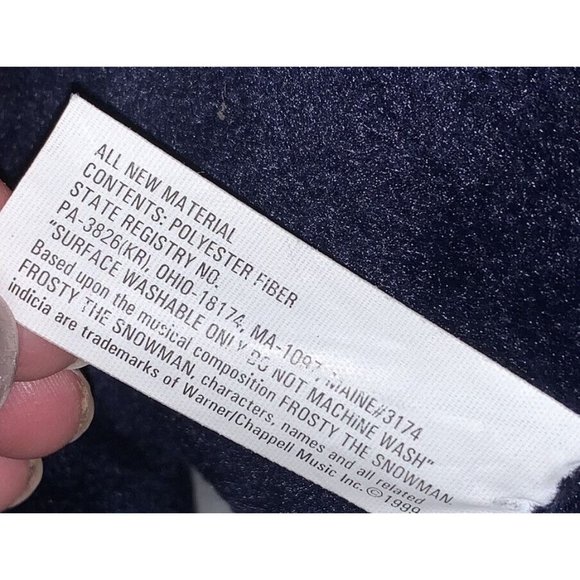 ALL NEW MATERIAL
CONTENTS: POLYESTER FIBER
STATE REGISTRY NO.
PA-3826(KR), OHIO-18174, MA-1097, MAINE#3174
"SURFACE WASHABLE ONLY DO NOT MACHINE WASH"
Based upon the musical composition FROSTY THE SNOWMAN.
FROSTY THE SNOWMAN, characters, names and all related
indicia are trademarks of Warner/Chappell Music Inc.©1999